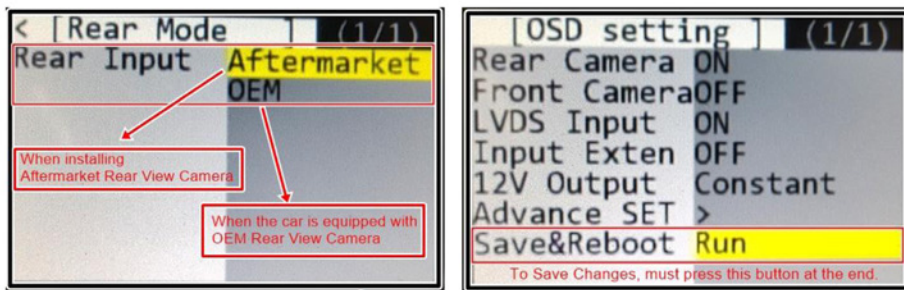 < [Rear Mode ] (1/1)
Rear Input Aftermarket
OEM
When installing
Aftermarket Rear View Camera
When the car is equipped with
OEM Rear View Camera
[OSD setting ] (1/1)
Rear Camera ON
Front CameraOFF
LVDS Input ON
Input Exten OFF
12V Output Constant
Advance SET >
Save&Reboot Run
To Save Changes, must press this button at the end.